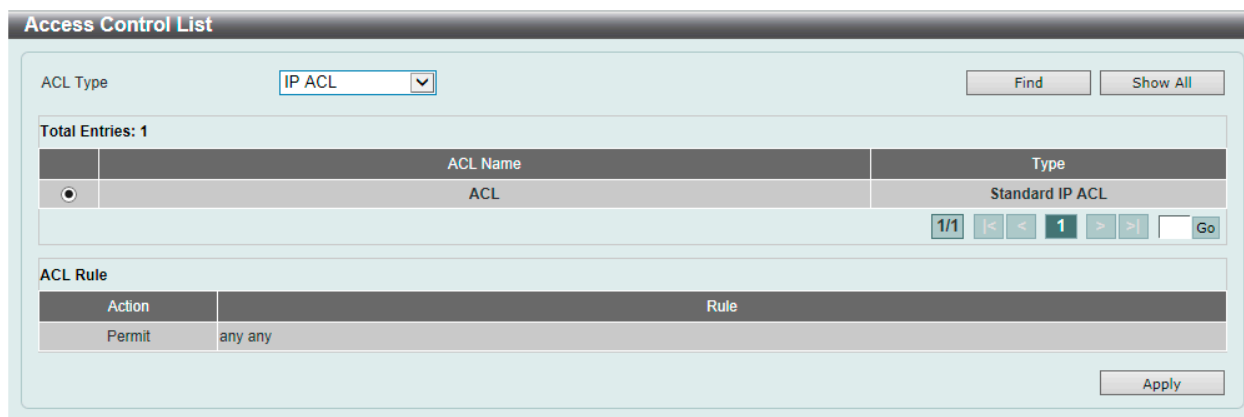 Access Control List
ACL Type IP ACL Find Show All
Total Entries: 1
ACL Name Type
ACL Standard IP ACL
1/1 |< < 1 > >| Go
ACL Rule
Action Rule
Permit any any
Apply